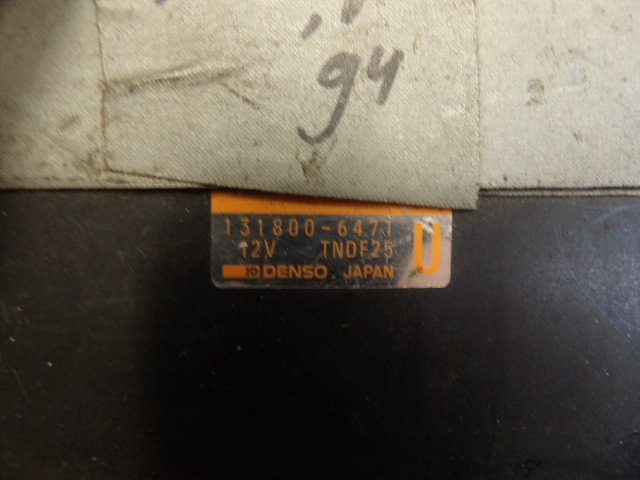 94
131800-6471
12V TNDF25 U
DENSO JAPAN